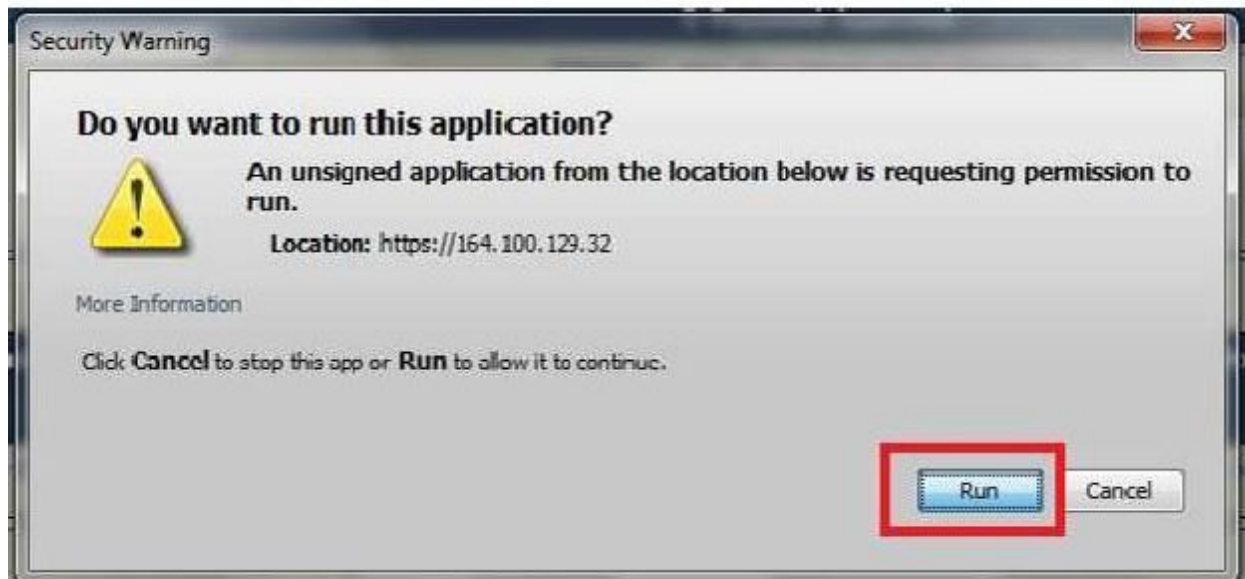 Security Warning
Do you want to run this application?
An unsigned application from the location below is requesting permission to
run.
Location: https://164.100.129.32
More Information
Click Cancel to stop this app or Run to allow it to continue.
Run
Cancel